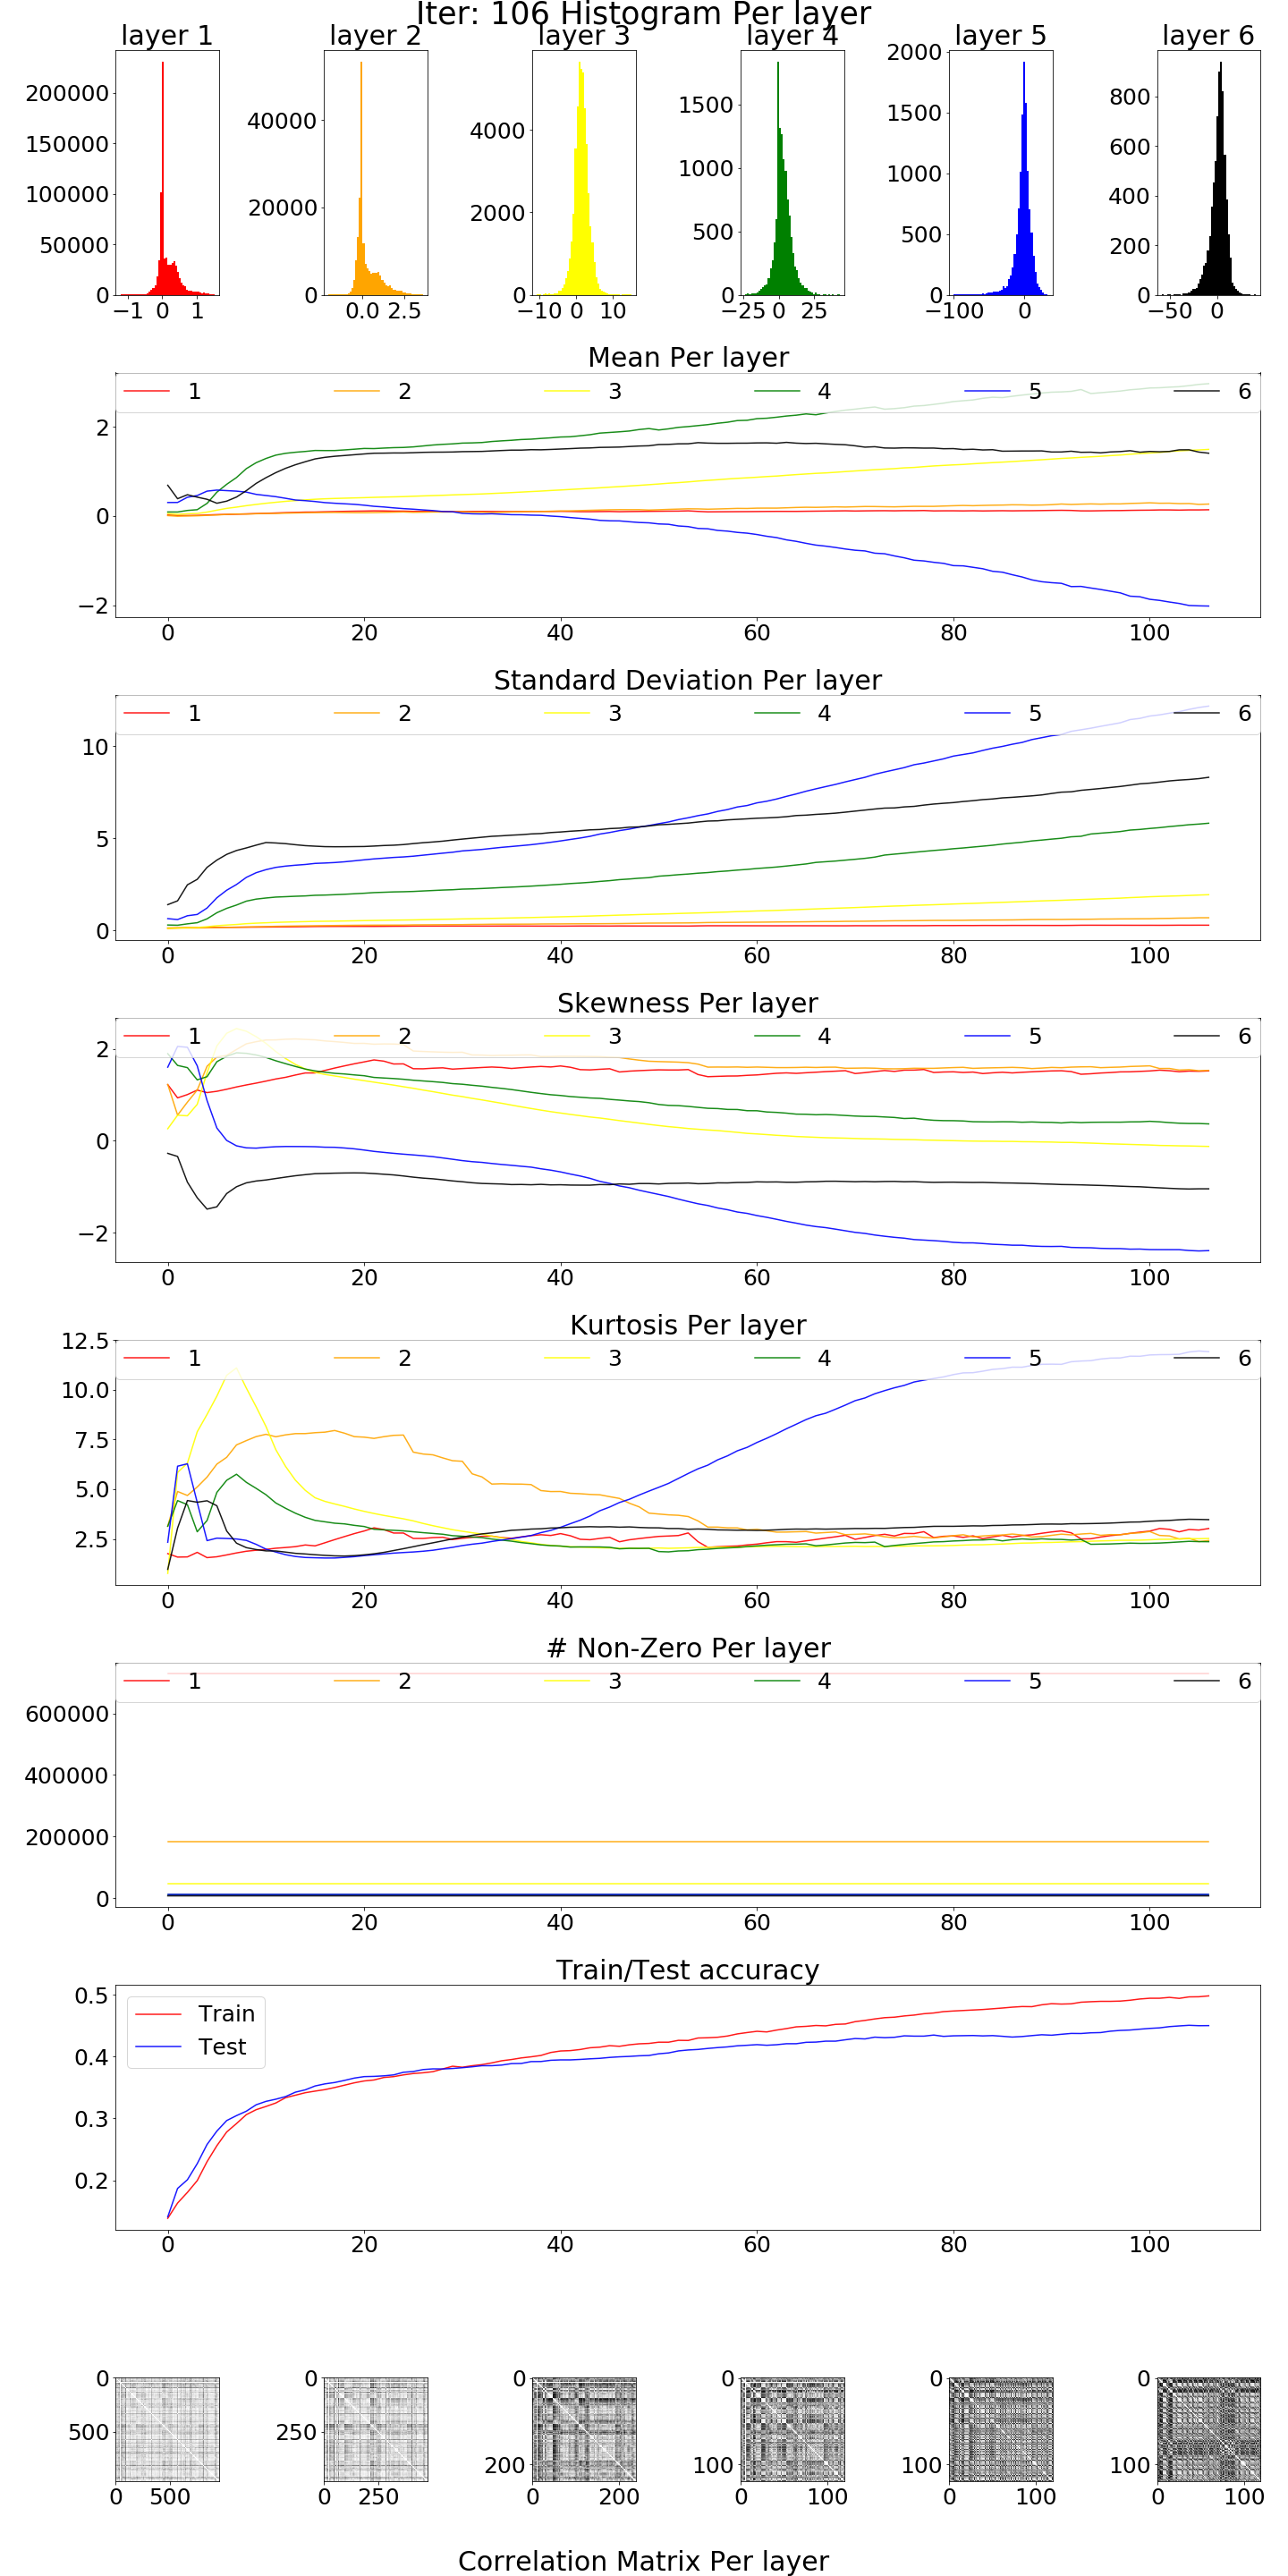 Iter: 106 Histogram Per layer
layer 1 layer 2 layer 3 layer 4 layer 5 layer 6
200000
150000
100000
50000
0
−1 0 1
40000
20000
0
0.0 2.5
4000
2000
0
−10 0 10
1500
1000
500
0
−25 0 25
2000
1500
1000
500
0
−100 0
800
600
400
200
0
−50 0
Mean Per layer
1 2 3 4 5 6
2
0
−2
0 20 40 60 80 100
Standard Deviation Per layer
1 2 3 4 5 6
10
5
0
0 20 40 60 80 100
Skewness Per layer
1 2 3 4 5 6
2
0
−2
0 20 40 60 80 100
Kurtosis Per layer
1 2 3 4 5 6
12.5
10.0
7.5
5.0
2.5
0 20 40 60 80 100
# Non-Zero Per layer
1 2 3 4 5 6
600000
400000
200000
0
0 20 40 60 80 100
Train/Test accuracy
Train
Test
0.5
0.4
0.3
0.2
0 20 40 60 80 100
0
500
0 500
0
250
0 250
0
200
0 200
0
100
0 100
0
100
0 100
0
100
0 100
Correlation Matrix Per layer